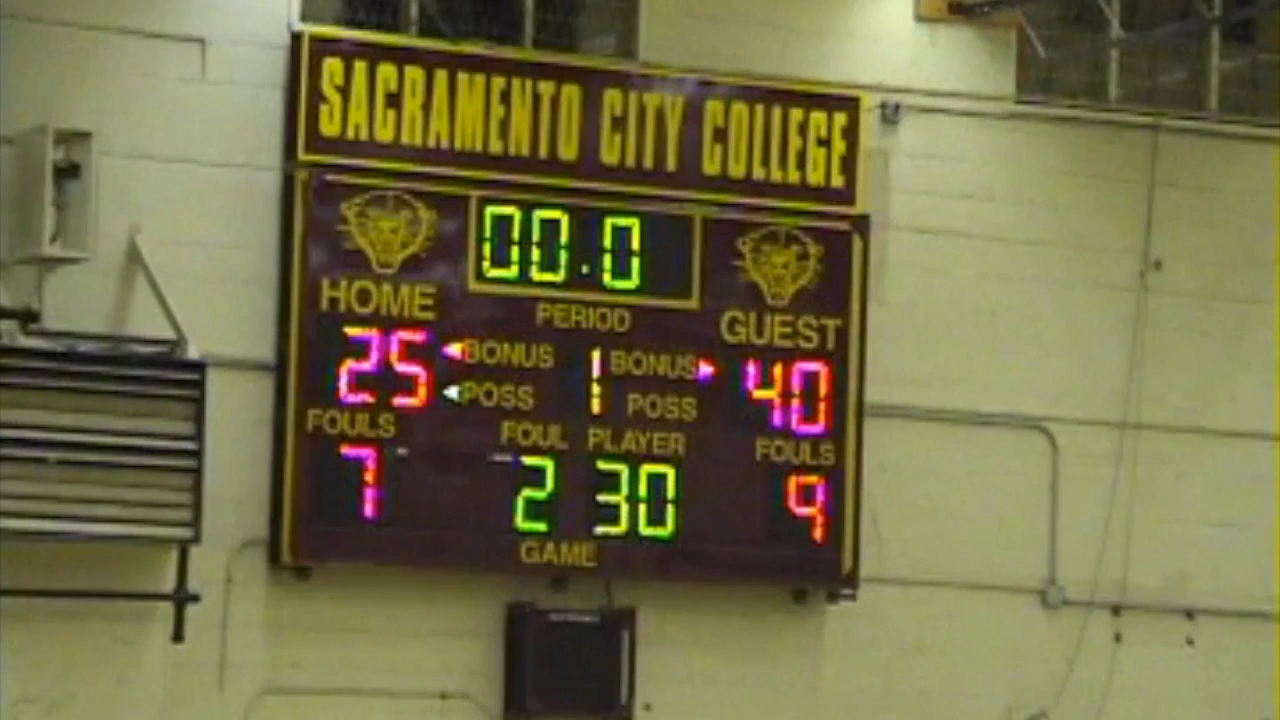 SACRAMENTO CITY COLLEGE
00.0
HOME PERIOD GUEST
25 BONUS 1 BONUS 40
POSS POSS
FOULS FOUL PLAYER FOULS
7 2 30 9
GAME